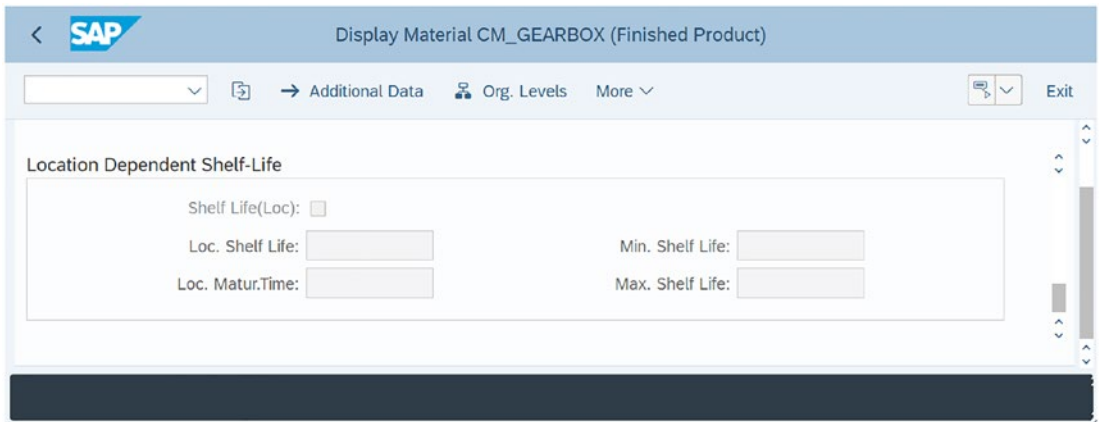 SAP Display Material CM_GEARBOX (Finished Product)
Additional Data Org. Levels More Exit
Location Dependent Shelf-Life
Shelf Life(Loc):
Loc. Shelf Life: Min. Shelf Life:
Loc. Matur.Time: Max. Shelf Life: